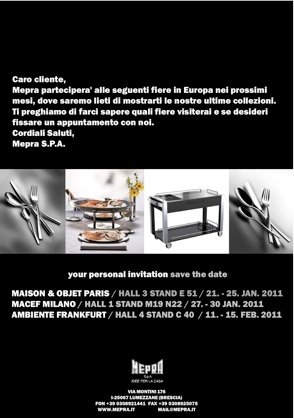 Caro cliente,
Mepra partecipera' alle seguenti fiere in Europa nei prossimi
mesi, dove saremo lieti di mostrarti le nostre ultime collezioni.
Ti preghiamo di farci sapere quali fiere visiterai e se desideri
fissare un appuntamento con noi.
Cordiali Saluti,
Mepra S.P.A.
your personal invitation save the date
MAISON & OBJET PARIS / HALL 3 STAND E 51 / 21. - 25. JAN. 2011
MACEF MILANO / HALL 1 STAND M19 N22 / 27. - 30 JAN. 2011
AMBIENTE FRANKFURT / HALL 4 STAND C 40 / 11. - 15. FEB. 2011
MEPRA
S.p.A.
IDEE PER LA CASA
VIA MONTINI 176
I-25067 LUMEZZANE (BRESCIA)
FON +39 0308921441 FAX +39 0308925075
WWW.MEPRA.IT MAIL@MEPRA.IT